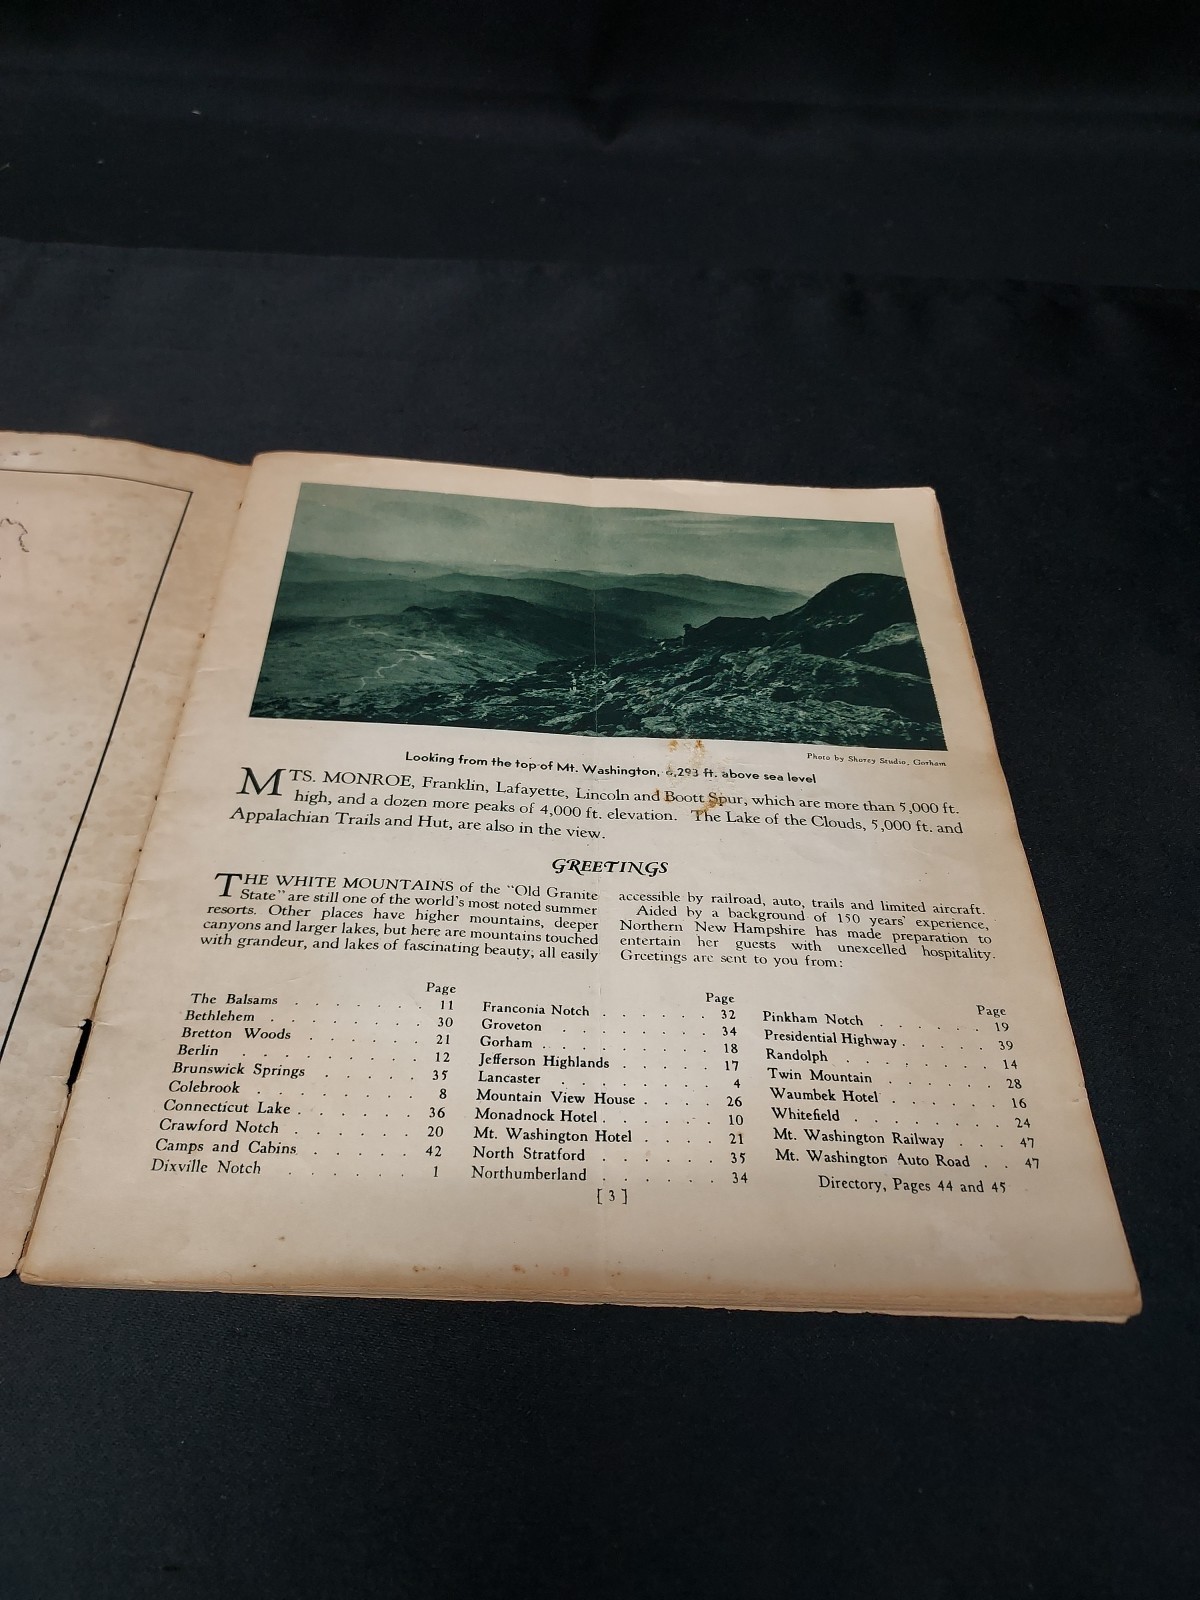 Photo by Shorey Studio, Gorham
Looking from the top of Mt. Washington, 6,293 ft. above sea level
MTS. MONROE, Franklin, Lafayette, Lincoln and Boott Spur, which are more than 5,000 ft.
high, and a dozen more peaks of 4,000 ft. elevation. The Lake of the Clouds, 5,000 ft. and
Appalachian Trails and Hut, are also in the view.
GREETINGS
THE WHITE MOUNTAINS of the "Old Granite
State" are still one of the world's most noted summer
resorts. Other places have higher mountains, deeper
canyons and larger lakes, but here are mountains touched
with grandeur, and lakes of fascinating beauty, all easily
accessible by railroad, auto, trails and limited aircraft.
Aided by a background of 150 years' experience,
Northern New Hampshire has made preparation to
entertain her guests with unexcelled hospitality.
Greetings are sent to you from:
Page
The Balsams . . . . . . . 11
Bethlehem . . . . . . . . 30
Bretton Woods . . . . . . 21
Berlin . . . . . . . . . 12
Brunswick Springs . . . . . 35
Colebrook . . . . . . . . 8
Connecticut Lake . . . . . . 36
Crawford Notch . . . . . . 20
Camps and Cabins . . . . . 42
Dixville Notch . . . . . 1
Page
Franconia Notch . . . . . . 32
Groveton . . . . . . . . 34
Gorham . . . . . . . . . 18
Jefferson Highlands . . . . . 17
Lancaster . . . . . . . . 4
Mountain View House . . . . 26
Monadnock Hotel . . . . . . 10
Mt. Washington Hotel . . . . 21
North Stratford . . . . . . 35
Northumberland . . . . . . 34
Page
Pinkham Notch . . . . . . 19
Presidential Highway . . . . . 39
Randolph . . . . . . . . 14
Twin Mountain . . . . . . 28
Waumbek Hotel . . . . . . 16
Whitefield . . . . . . . . 24
Mt. Washington Railway . . . 47
Mt. Washington Auto Road . . 47
Directory, Pages 44 and 45
[ 3 ]